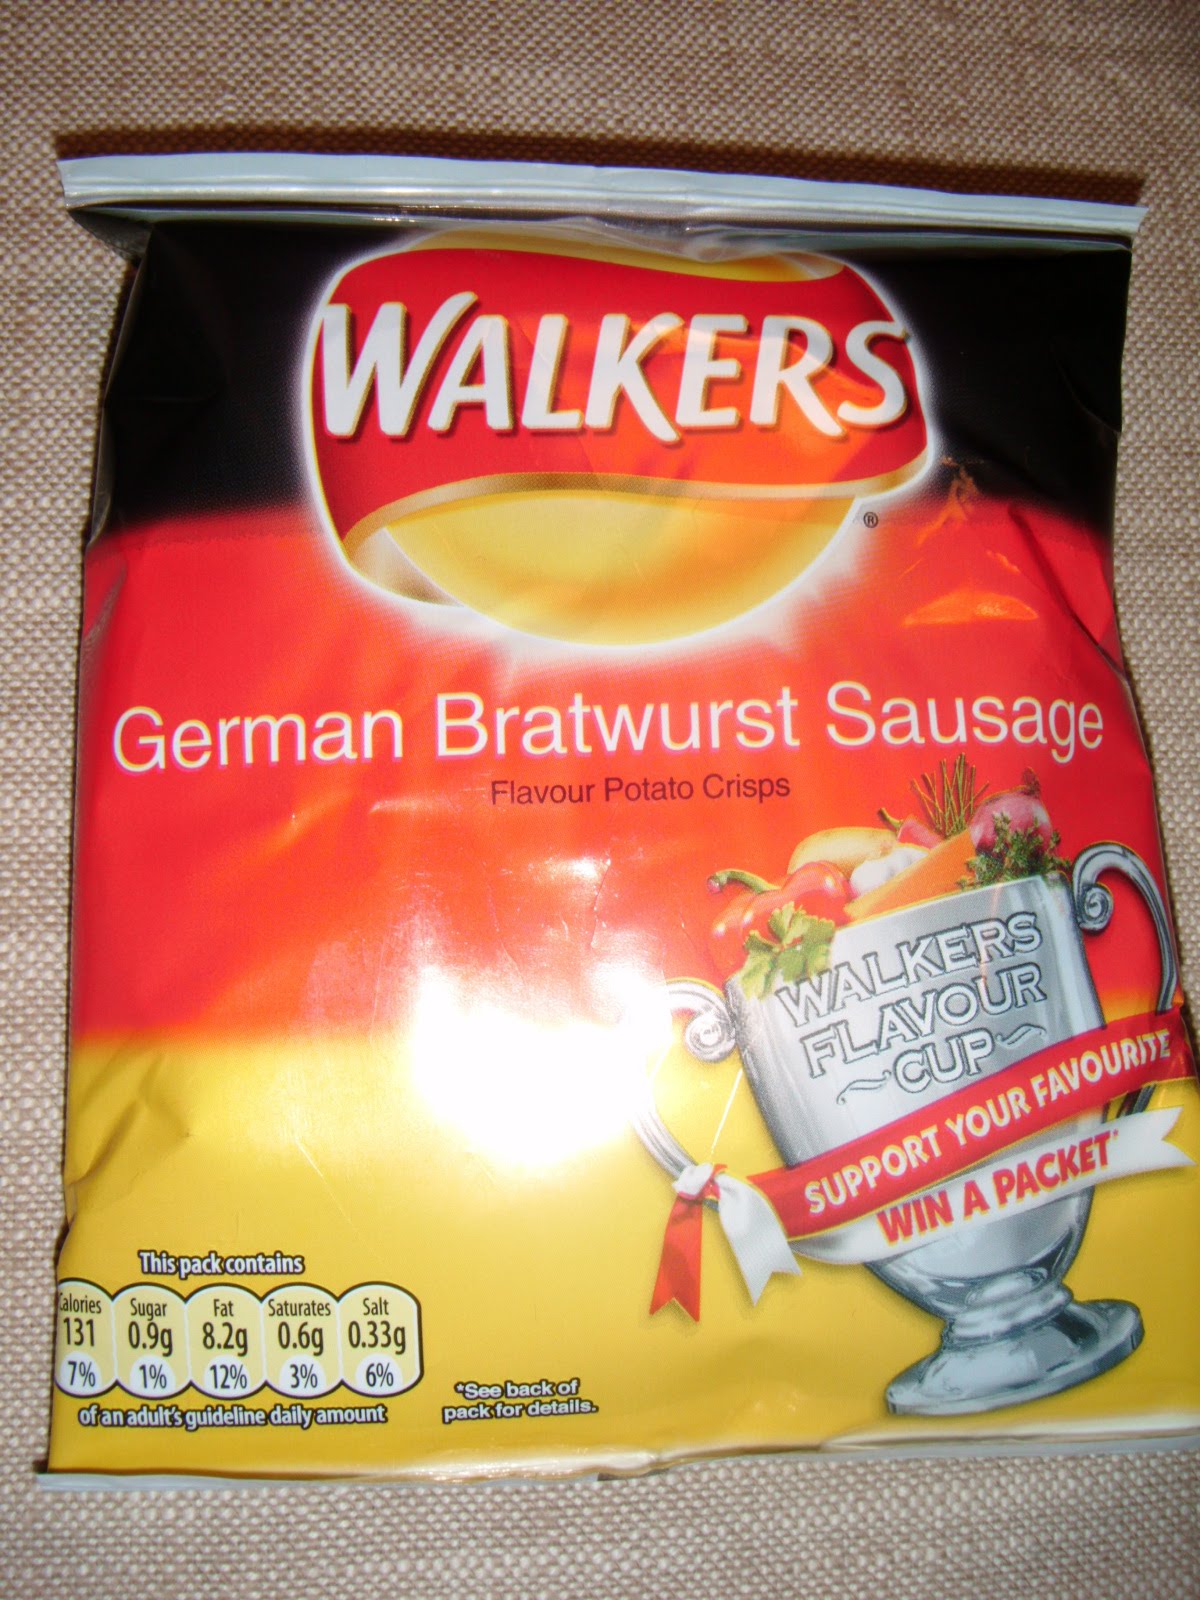 WALKERS
®
German Bratwurst Sausage
Flavour Potato Crisps
WALKERS
FLAVOUR
CUP
SUPPORT YOUR FAVOURITE
WIN A PACKET*
This pack contains
Calories Sugar Fat Saturates Salt
131 0.9g 8.2g 0.6g 0.33g
7% 1% 12% 3% 6%
of an adult's guideline daily amount
*See back of
pack for details.